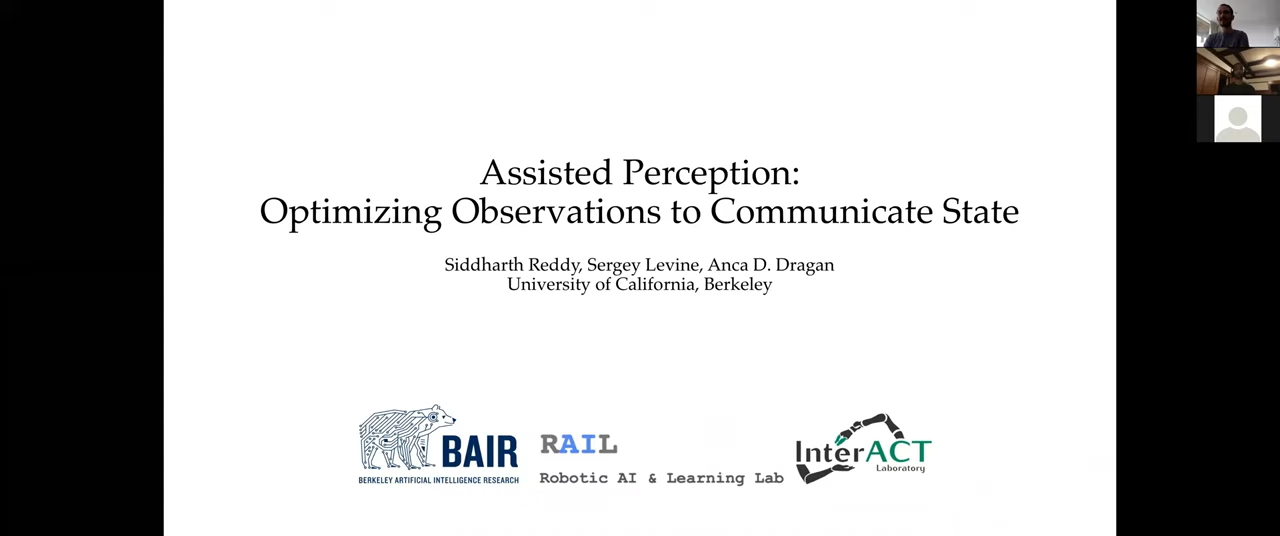 Assisted Perception:
Optimizing Observations to Communicate State
Siddharth Reddy, Sergey Levine, Anca D. Dragan
University of California, Berkeley
BAIR
BERKELEY ARTIFICIAL INTELLIGENCE RESEARCH
RAIL
Robotic AI & Learning Lab
InterACT
Laboratory